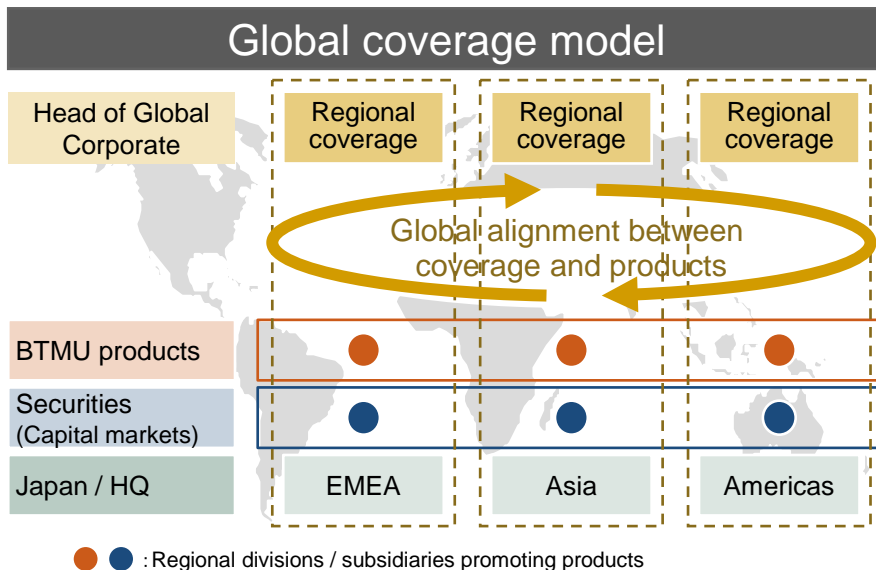 Global coverage model
Head of Global
Corporate
Regional
coverage
Regional
coverage
Regional
coverage
Global alignment between
coverage and products
BTMU products
Securities
(Capital markets)
Japan / HQ
EMEA
Asia
Americas
: Regional divisions / subsidiaries promoting products